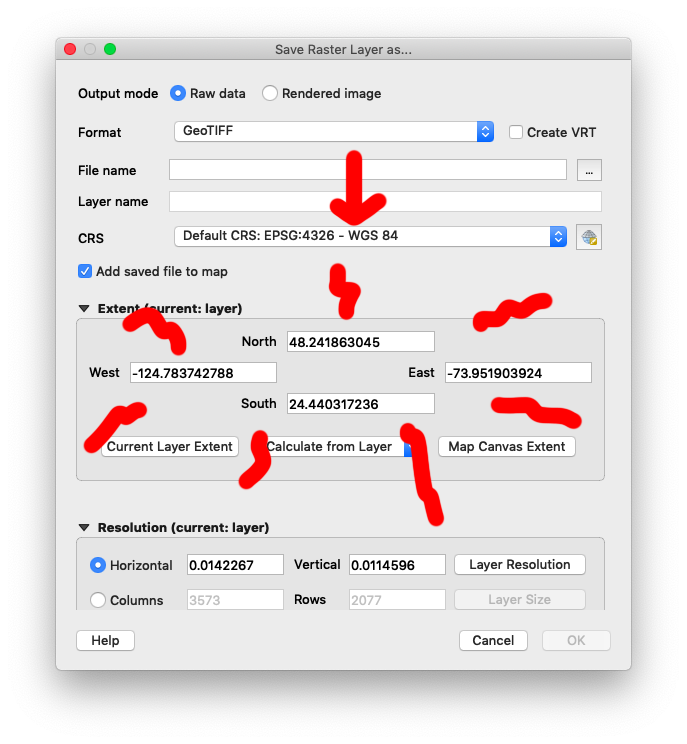 Save Raster Layer as...
Output mode Raw data Rendered image
Format GeoTIFF Create VRT
File name ...
Layer name
CRS Default CRS: EPSG:4326 - WGS 84
Add saved file to map
Extent (current: layer)
North 48.241863045
West -124.783742788 East -73.951903924
South 24.440317236
Current Layer Extent Calculate from Layer Map Canvas Extent
Resolution (current: layer)
Horizontal 0.0142267 Vertical 0.0114596 Layer Resolution
Columns 3573 Rows 2077 Layer Size
Help Cancel OK